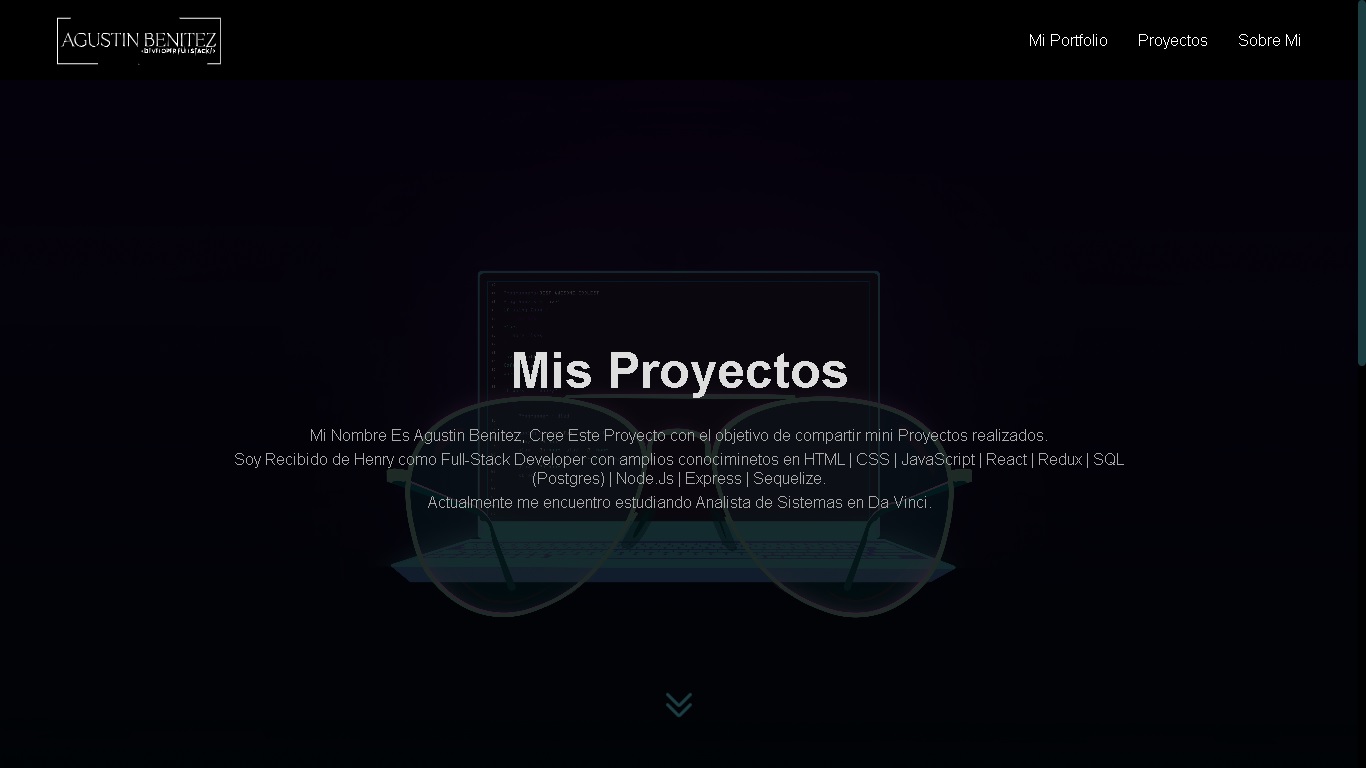 AGUSTIN BENITEZ
Mi Portfolio
Proyectos
Sobre Mi
Mis Proyectos
Mi Nombre Es Agustin Benitez, Cree Este Proyecto con el objetivo de compartir mini Proyectos realizados.
Soy Recibido de Henry como Full-Stack Developer con amplios conociminetos en HTML | CSS | JavaScript | React | Redux | SQL
(Postgres) | Node.Js | Express | Sequelize.
Actualmente me encuentro estudiando Analista de Sistemas en Da Vinci.